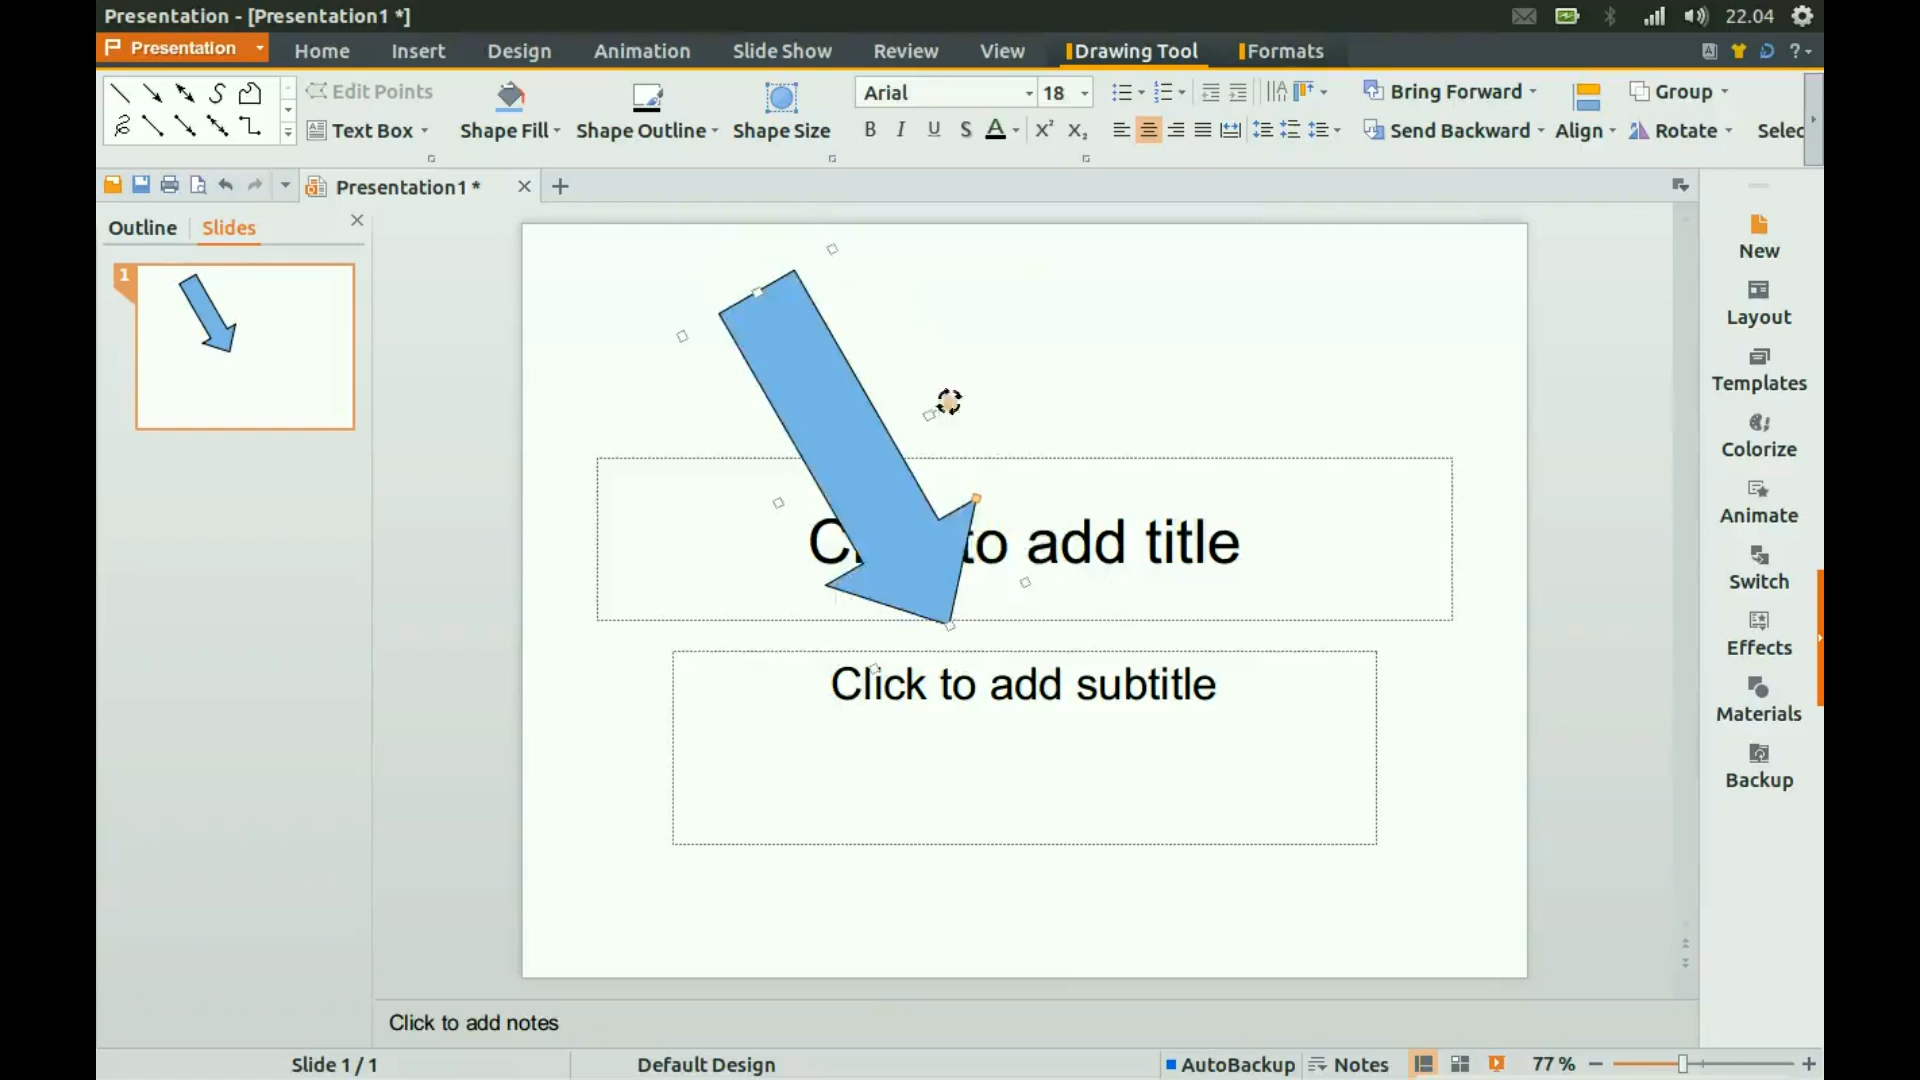 Presentation - [Presentation1 *]
22.04
Presentation
Home
Insert
Design
Animation
Slide Show
Review
View
Drawing Tool
Formats
Edit Points
Text Box
Shape Fill
Shape Outline
Shape Size
Arial
18
Bring Forward
Send Backward
Align
Group
Rotate
Selec
Presentation1 *
Outline
Slides
1
Click to add subtitle
to add title
Click to add notes
New
Layout
Templates
Colorize
Animate
Switch
Effects
Materials
Backup
Slide 1 / 1
Default Design
AutoBackup
Notes
77 %